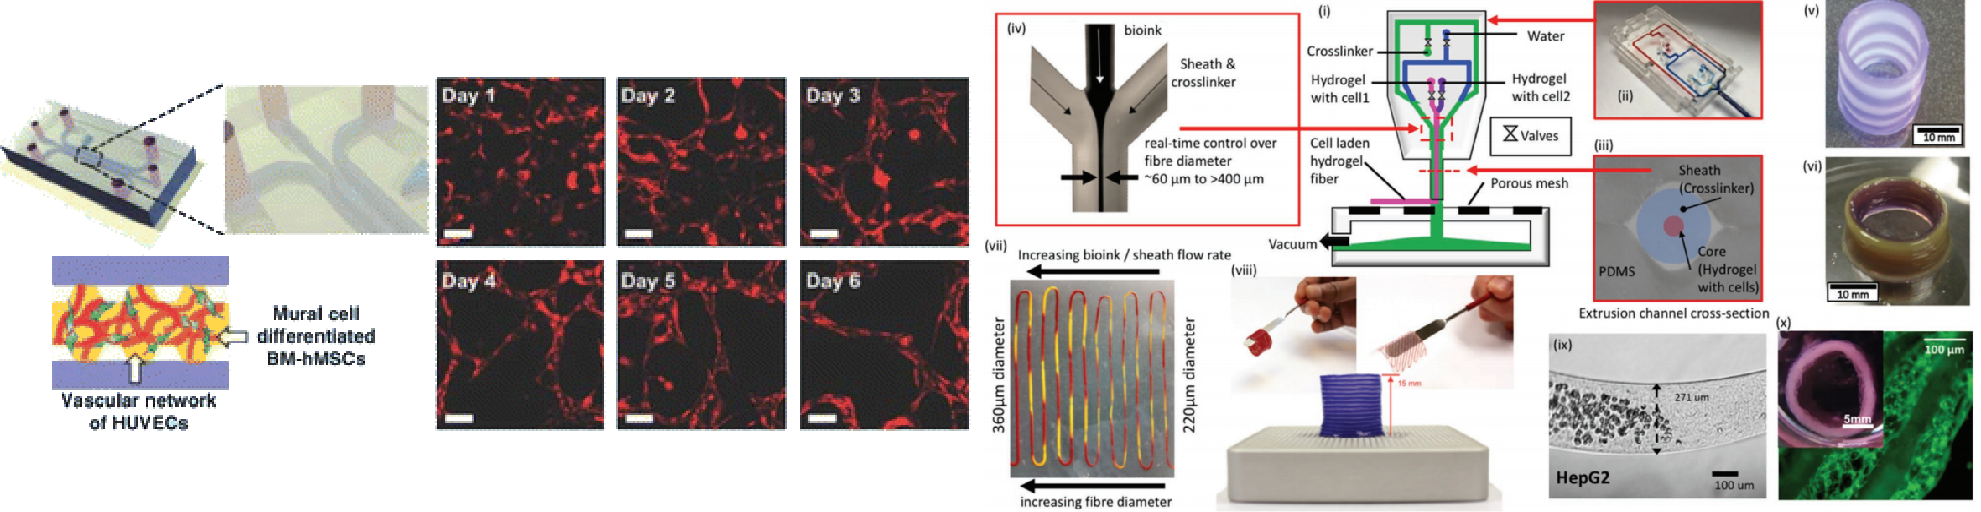 Day 1
Day 2
Day 3
Day 4
Day 5
Day 6
Mural cell
differentiated
BM-hMSCs
Vascular network
of HUVECs
(iv)
bioink
Sheath &
crosslinker
real-time control over
fibre diameter
~60 μm to >400 μm
(i)
Crosslinker
Water
Hydrogel
with cell1
Hydrogel
with cell2
Valves
Cell laden
hydrogel
fiber
Porous mesh
Vacuum
(ii)
(iii)
Sheath
(Crosslinker)
Core
(Hydrogel
with cells)
PDMS
Extrusion channel cross-section
(v)
10 mm
(vi)
10 mm
(vii)
Increasing bioink / sheath flow rate
360μm diameter
220μm diameter
increasing fibre diameter
(viii)
15 mm
(ix)
271 um
HepG2
100 um
(x)
100 μm
5mm